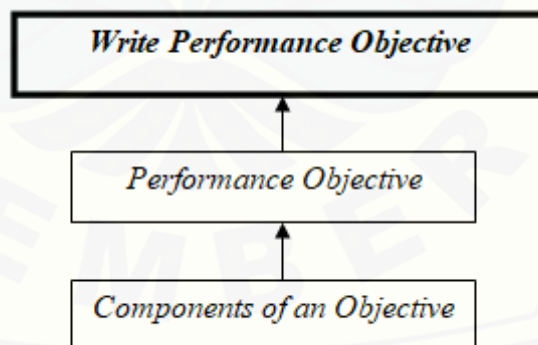 Write Performance Objective
Performance Objective
Components of an Objective